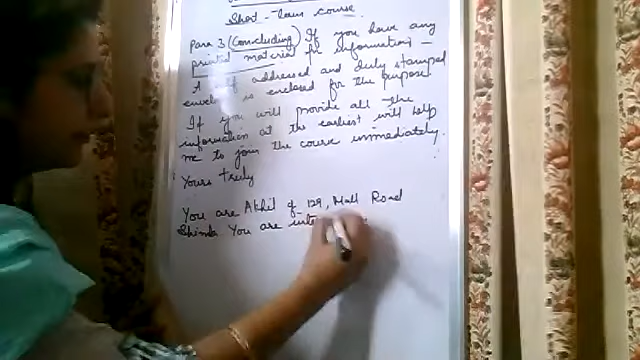 Short-term course
Para 3 (Concluding) If you have any
printed material for information -
A self addressed and duly stamped
envelope is enclosed for the purpose.
If you will provide all the
information at the earliest will help
me to join the course immediately.
Yours truly
You are Akhil of 129, Mall Road
Shimla You are inte